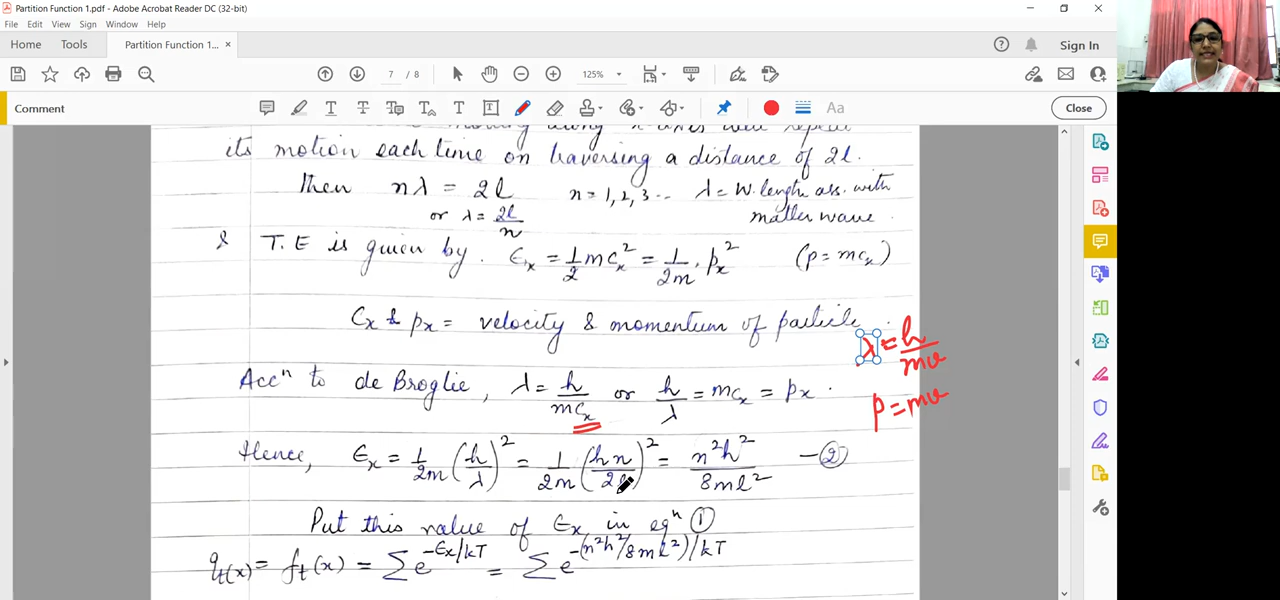 Partition Function 1.pdf - Adobe Acrobat Reader DC (32-bit)
File Edit View Sign Window Help
Home Tools Partition Function 1... × Sign In
7 / 8 125%
Comment Close
its motion each time on traversing a distance of 2l.
Then nλ = 2l n = 1, 2, 3 .. λ = W. length ass. with
or λ = 2l/n matter wave
& T.E is given by. Єx = 1/2 mcx² = 1/2m . px² (p = mcx)
Cx & px = velocity & momentum of particle
λ = h/mv
Accⁿ to de Broglie, λ = h/mcx or h/λ = mcx = px .
p = mv
Hence, Єx = 1/2m (h/λ)² = 1/2m (hn/2l)² = n²h²/8ml² - ②
Put this value of Єx in eqⁿ ①
qt(x) = ft(x) = ∑ e^-Єx/kT = ∑ e^-(n²h²/8ml²)/kT